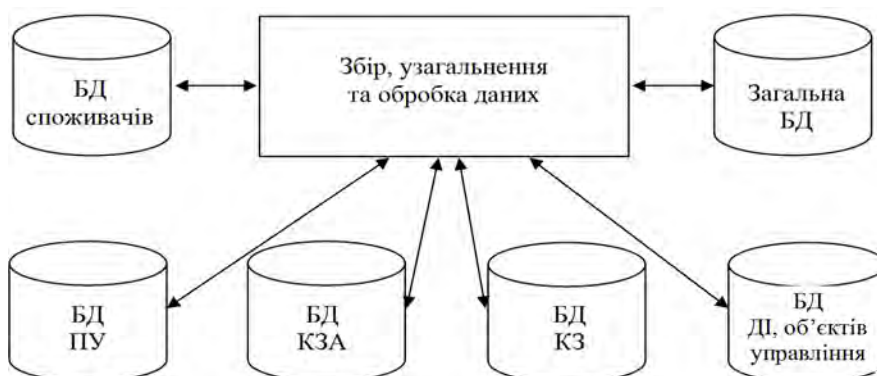 БД
споживачів
Збір, узагальнення
та обробка даних
Загальна
БД
БД
ПУ
БД
КЗА
БД
КЗ
БД
ДІ, об’єктів
управління